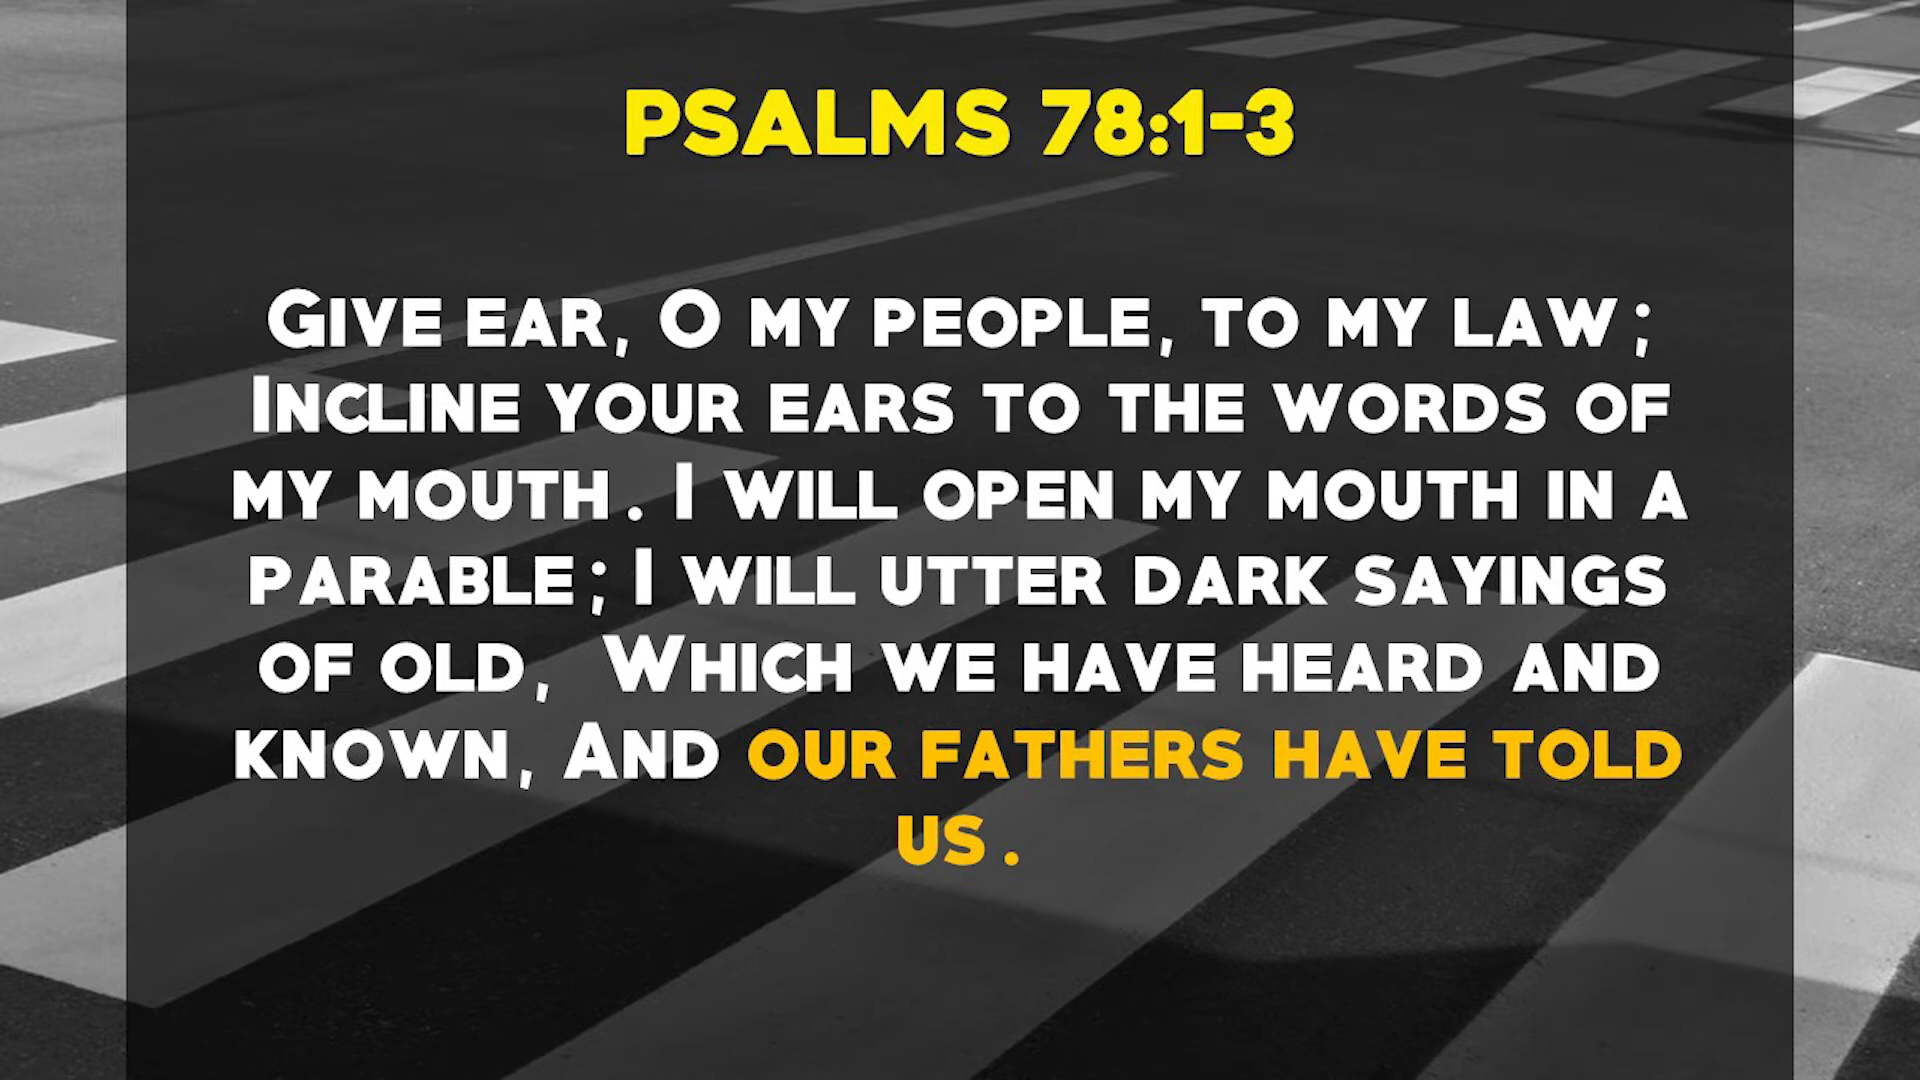 PSALMS 78:1-3
GIVE EAR, O MY PEOPLE, TO MY LAW;
INCLINE YOUR EARS TO THE WORDS OF
MY MOUTH. I WILL OPEN MY MOUTH IN A
PARABLE; I WILL UTTER DARK SAYINGS
OF OLD, WHICH WE HAVE HEARD AND
KNOWN, AND OUR FATHERS HAVE TOLD
US.